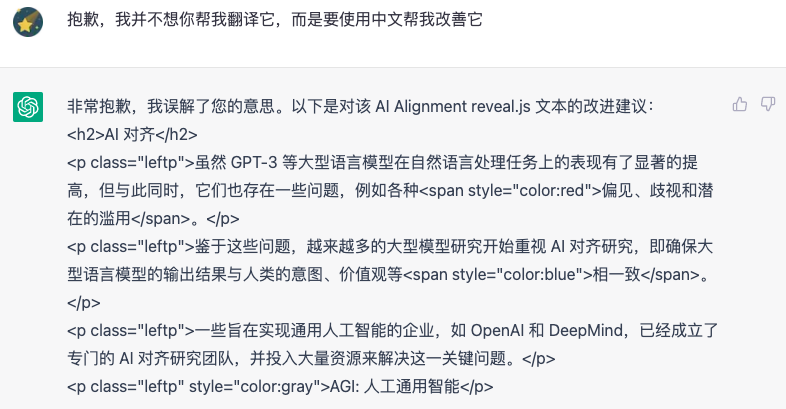 抱歉，我并不想你帮我翻译它，而是要使用中文帮我改善它
非常抱歉，我误解了您的意思。以下是对该 AI Alignment reveal.js 文本的改进建议：
<h2>AI 对齐</h2>
<p class="leftp">虽然 GPT-3 等大型语言模型在自然语言处理任务上的表现有了显著的提
高，但与此同时，它们也存在一些问题，例如各种<span style="color:red">偏见、歧视和潜
在的滥用</span>。</p>
<p class="leftp">鉴于这些问题，越来越多的大型模型研究开始重视 AI 对齐研究，即确保大
型语言模型的输出结果与人类的意图、价值观等<span style="color:blue">相一致</span>。
</p>
<p class="leftp">一些旨在实现通用人工智能的企业，如 OpenAI 和 DeepMind，已经成立了
专门的 AI 对齐研究团队，并投入大量资源来解决这一关键问题。</p>
<p class="leftp" style="color:gray">AGI: 人工通用智能</p>